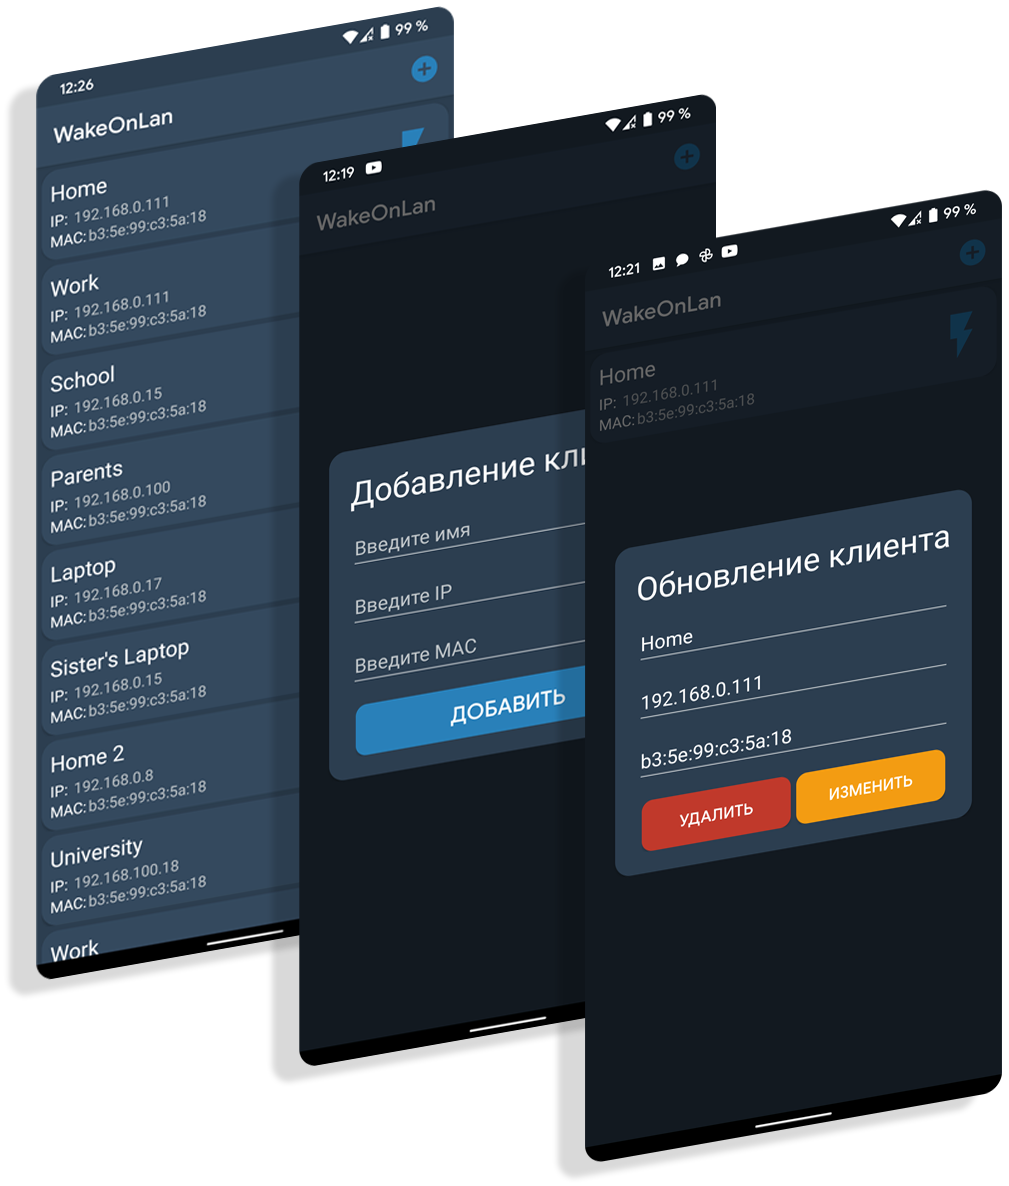 12:26
99 %
WakeOnLan
Home
IP: 192.168.0.111
MAC: b3:5e:99:c3:5a:18
Work
IP: 192.168.0.111
MAC: b3:5e:99:c3:5a:18
School
IP: 192.168.0.15
MAC: b3:5e:99:c3:5a:18
Parents
IP: 192.168.0.100
MAC: b3:5e:99:c3:5a:18
Laptop
IP: 192.168.0.17
MAC: b3:5e:99:c3:5a:18
Sister's Laptop
IP: 192.168.0.15
MAC: b3:5e:99:c3:5a:18
Home 2
IP: 192.168.0.8
MAC: b3:5e:99:c3:5a:18
University
IP: 192.168.100.18
MAC: b3:5e:99:c3:5a:18
Work
12:19
99 %
WakeOnLan
Добавление кли
Введите имя
Введите IP
Введите MAC
ДОБАВИТЬ
12:21
99 %
WakeOnLan
Home
IP: 192.168.0.111
MAC: b3:5e:99:c3:5a:18
Обновление клиента
Home
192.168.0.111
b3:5e:99:c3:5a:18
УДАЛИТЬ
ИЗМЕНИТЬ